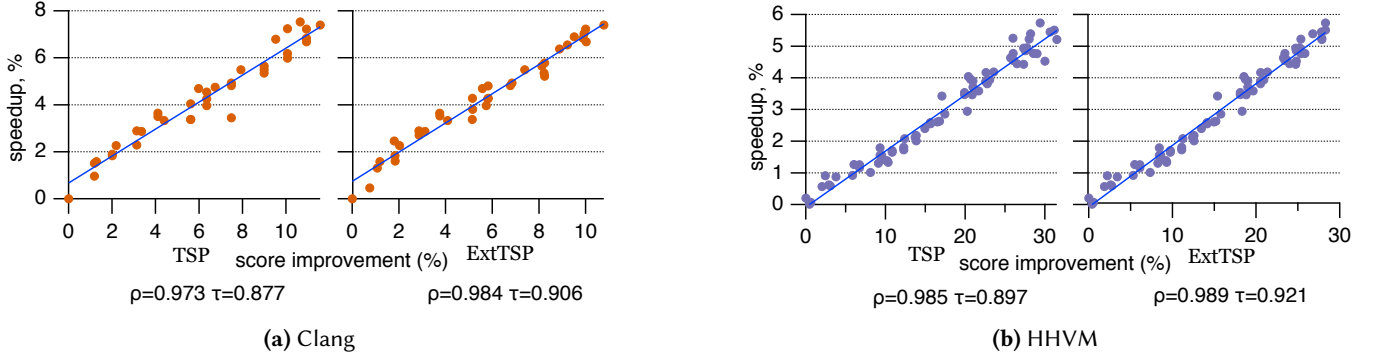 8
6
4
2
0
speedup, %
0 2 4 6 8 10
0 2 4 6 8 10
TSP score improvement (%) ExtTSP
ρ=0.973 τ=0.877 ρ=0.984 τ=0.906
(a) Clang
6
5
4
3
2
1
0
speedup, %
0 10 20 30
0 10 20 30
TSP score improvement (%) ExtTSP
ρ=0.985 τ=0.897 ρ=0.989 τ=0.921
(b) HHVM